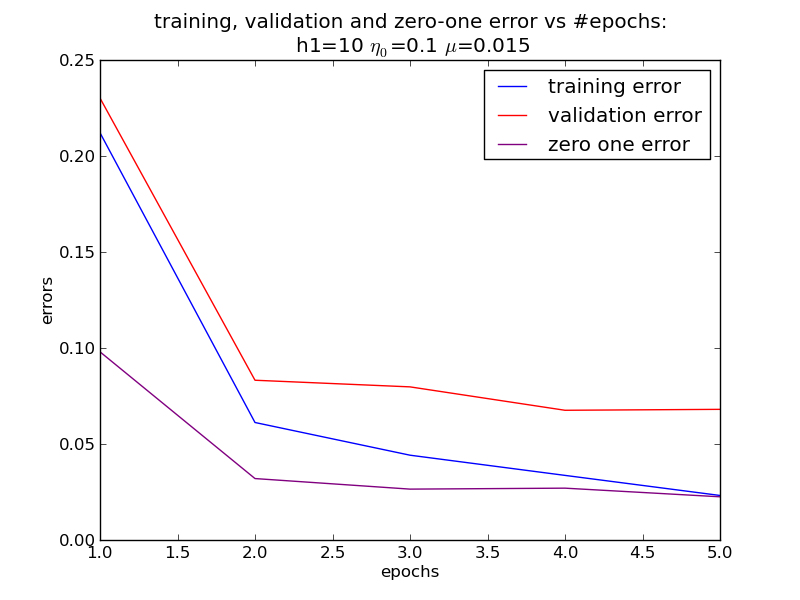 training, validation and zero-one error vs #epochs:
h1=10 η₀=0.1 μ=0.015
training error
validation error
zero one error
0.25
0.20
0.15
0.10
0.05
0.00
errors
1.0 1.5 2.0 2.5 3.0 3.5 4.0 4.5 5.0
epochs